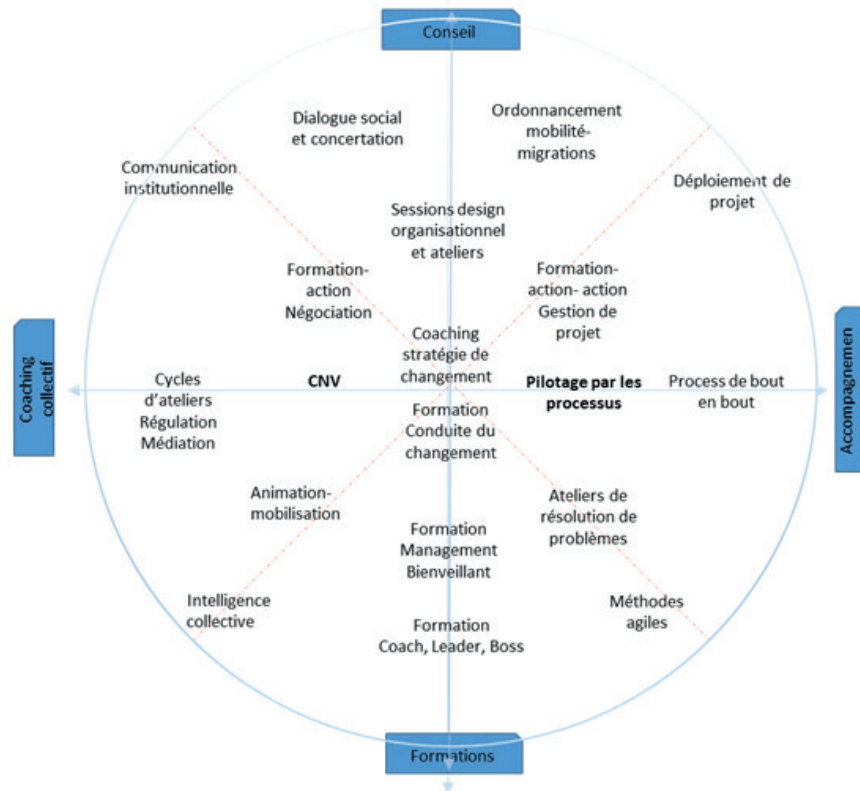 Conseil
Dialogue social
et concertation
Ordonnancement
mobilité-
migrations
Communication
institutionnelle
Déploiement de
projet
Sessions design
organisationnel
et ateliers
Formation-
action
Négociation
Formation-
action- action
Gestion de
projet
Coaching
stratégie de
changement
Coaching
collectif
Cycles
d’ateliers
Régulation
Médiation
CNV
Pilotage par les
processus
Process de bout
en bout
Accompagnemen
Formation
Conduite du
changement
Animation-
mobilisation
Ateliers de
résolution de
problèmes
Formation
Management
Bienveillant
Intelligence
collective
Formation
Coach, Leader, Boss
Méthodes
agiles
Formations